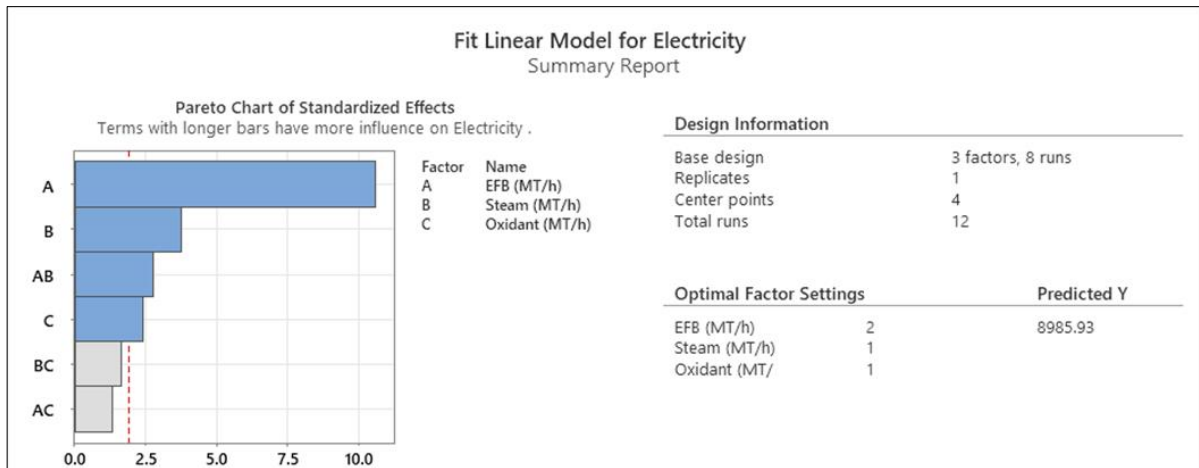 Fit Linear Model for Electricity
Summary Report
Pareto Chart of Standardized Effects
Terms with longer bars have more influence on Electricity .
A
B
AB
C
BC
AC
0.0 2.5 5.0 7.5 10.0
Factor Name
A EFB (MT/h)
B Steam (MT/h)
C Oxidant (MT/h)
Design Information
Base design 3 factors, 8 runs
Replicates 1
Center points 4
Total runs 12
Optimal Factor Settings Predicted Y
EFB (MT/h) 2 8985.93
Steam (MT/h) 1
Oxidant (MT/ 1